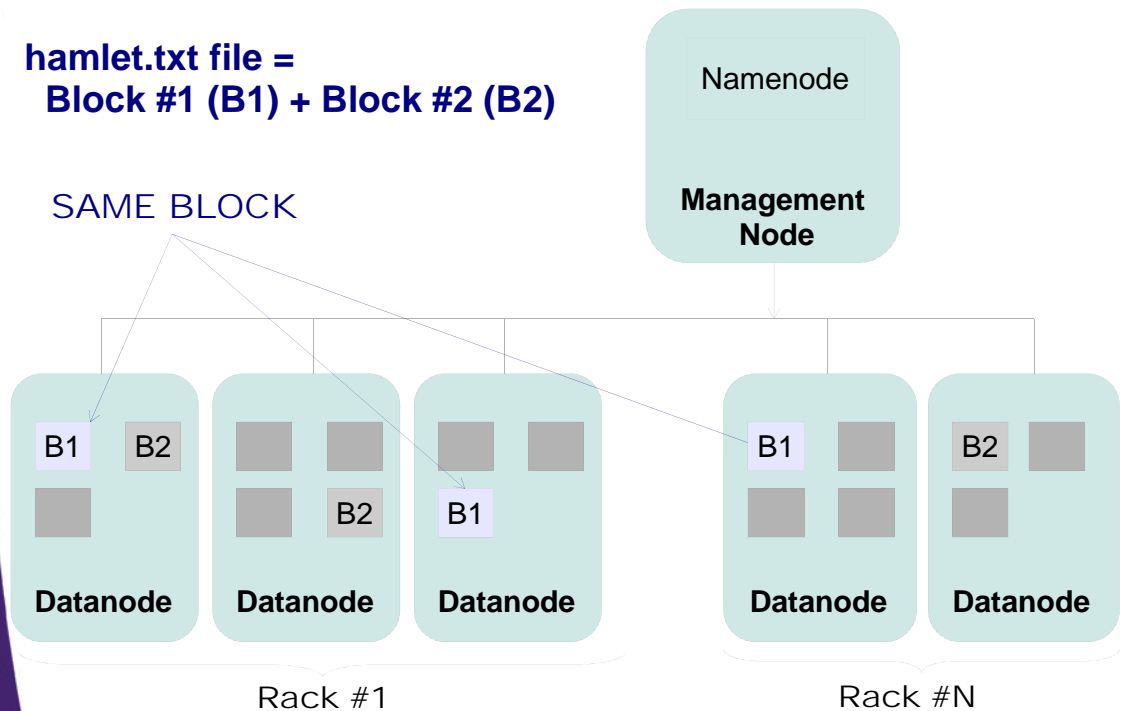 hamlet.txt file =
Block #1 (B1) + Block #2 (B2)
Namenode
Management
Node
SAME BLOCK
B1 B2
B2
B1
B1
B2
Datanode Datanode Datanode Datanode Datanode
Rack #1 Rack #N